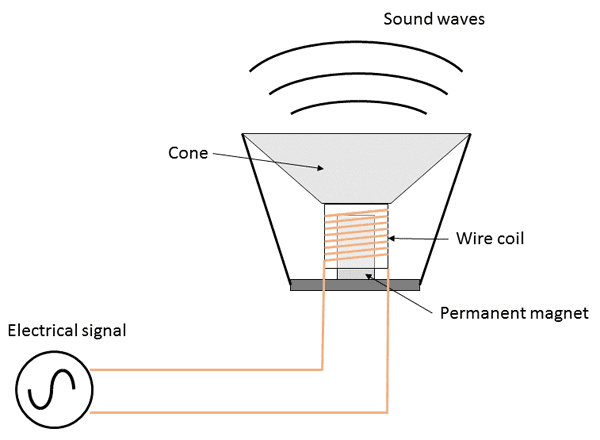 Sound waves
Cone
Wire coil
Permanent magnet
Electrical signal